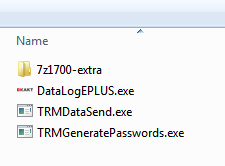 Name
7z1700-extra
DataLogEPLUS.exe
TRMDataSend.exe
TRMGeneratePasswords.exe